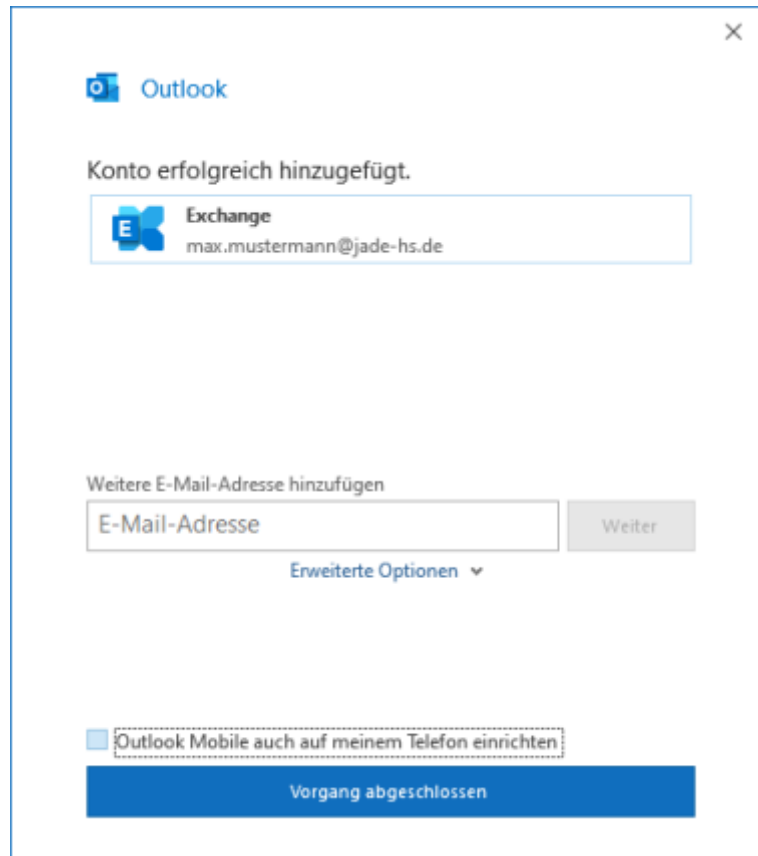 Outlook
Konto erfolgreich hinzugefügt.
Exchange
max.mustermann@jade-hs.de
Weitere E-Mail-Adresse hinzufügen
E-Mail-Adresse
Weiter
Erweiterte Optionen
Outlook Mobile auch auf meinem Telefon einrichten
Vorgang abgeschlossen